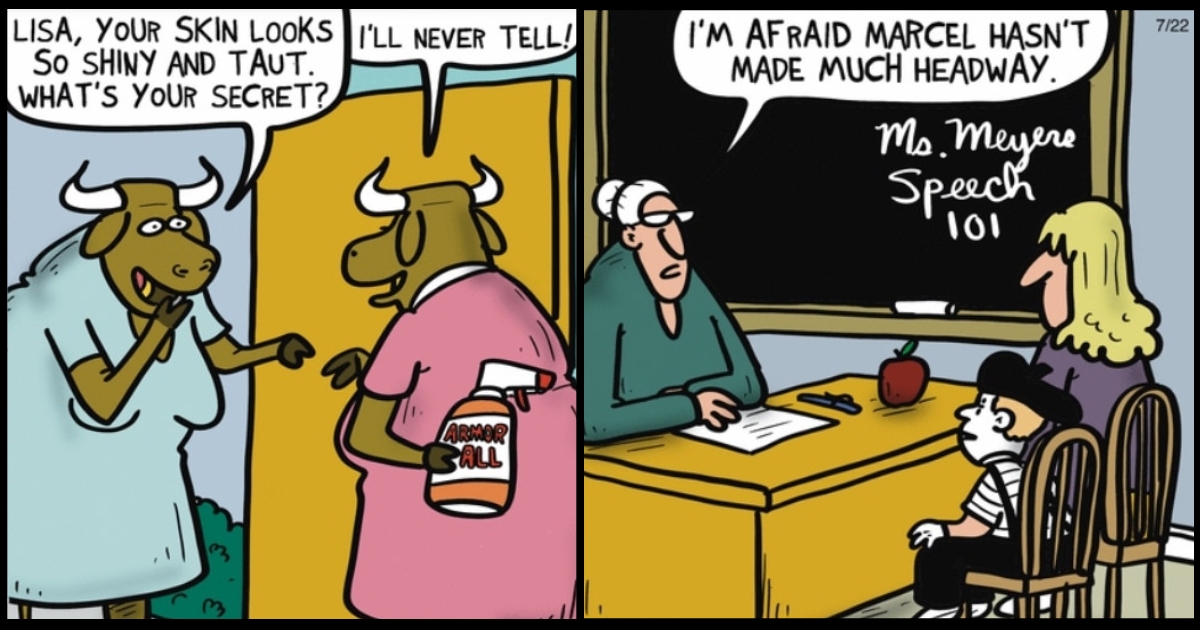 LISA, YOUR SKIN LOOKS
SO SHINY AND TAUT.
WHAT'S YOUR SECRET?
I'LL NEVER TELL!
ARMOR
ALL
I'M AFRAID MARCEL HASN'T
MADE MUCH HEADWAY.
7/22
Ms. Meyers
Speech
101